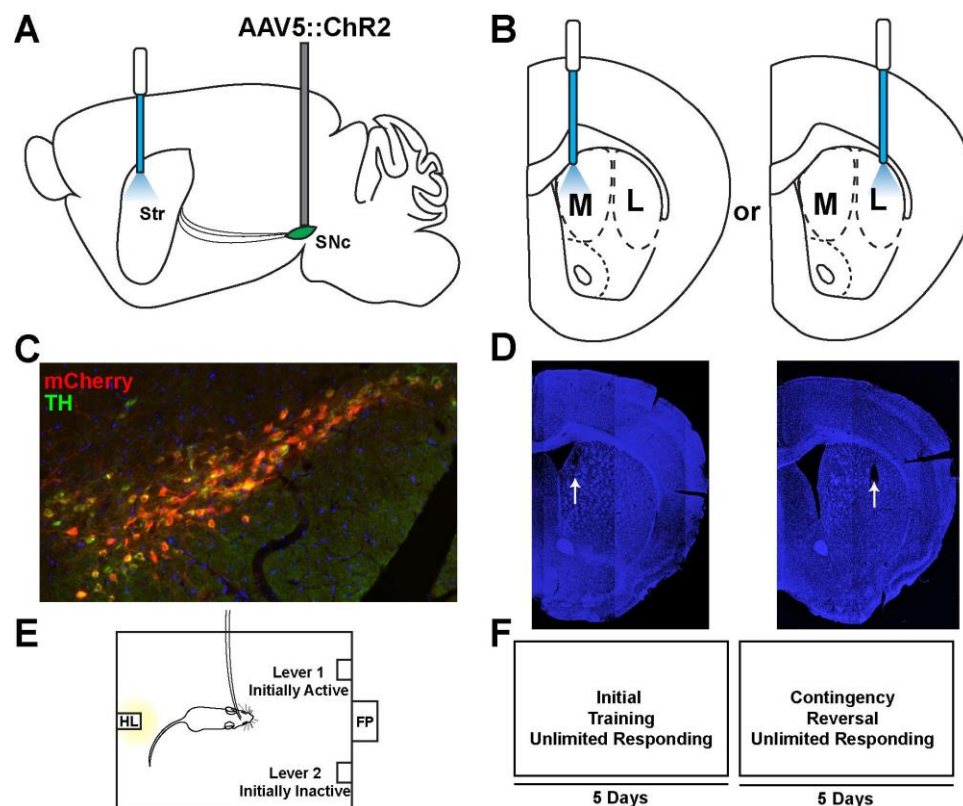 A
AAV5::ChR2
Str
SNc
B
M
L
or
M
L
C
mCherry
TH
D
E
Lever 1
Initially Active
HL
FP
Lever 2
Initially Inactive
F
Initial
Training
Unlimited Responding
Contingency
Reversal
Unlimited Responding
5 Days
5 Days